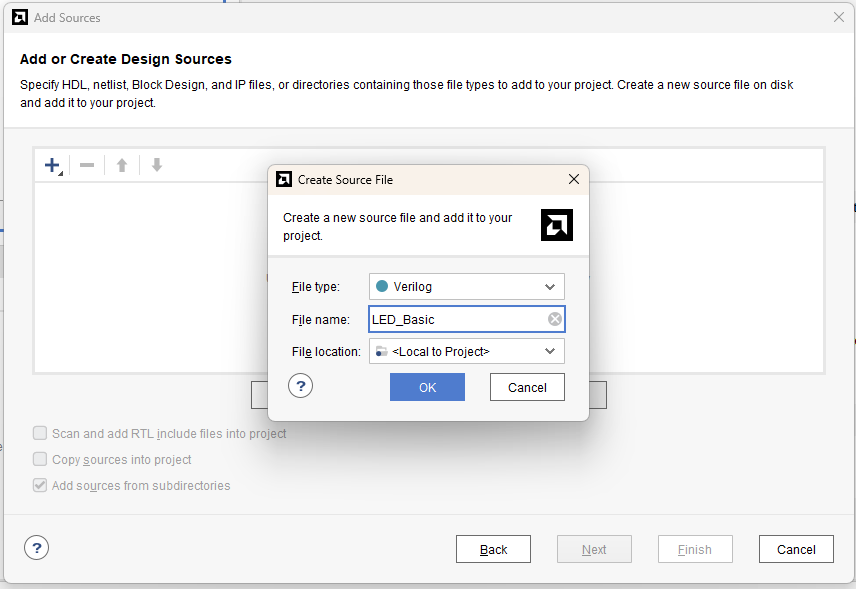 Add Sources
Add or Create Design Sources
Specify HDL, netlist, Block Design, and IP files, or directories containing those file types to add to your project. Create a new source file on disk
and add it to your project.
Create Source File
Create a new source file and add it to your
project.
File type:
Verilog
File name:
LED_Basic
File location:
<Local to Project>
?
OK
Cancel
Scan and add RTL include files into project
Copy sources into project
Add sources from subdirectories
?
Back
Next
Finish
Cancel